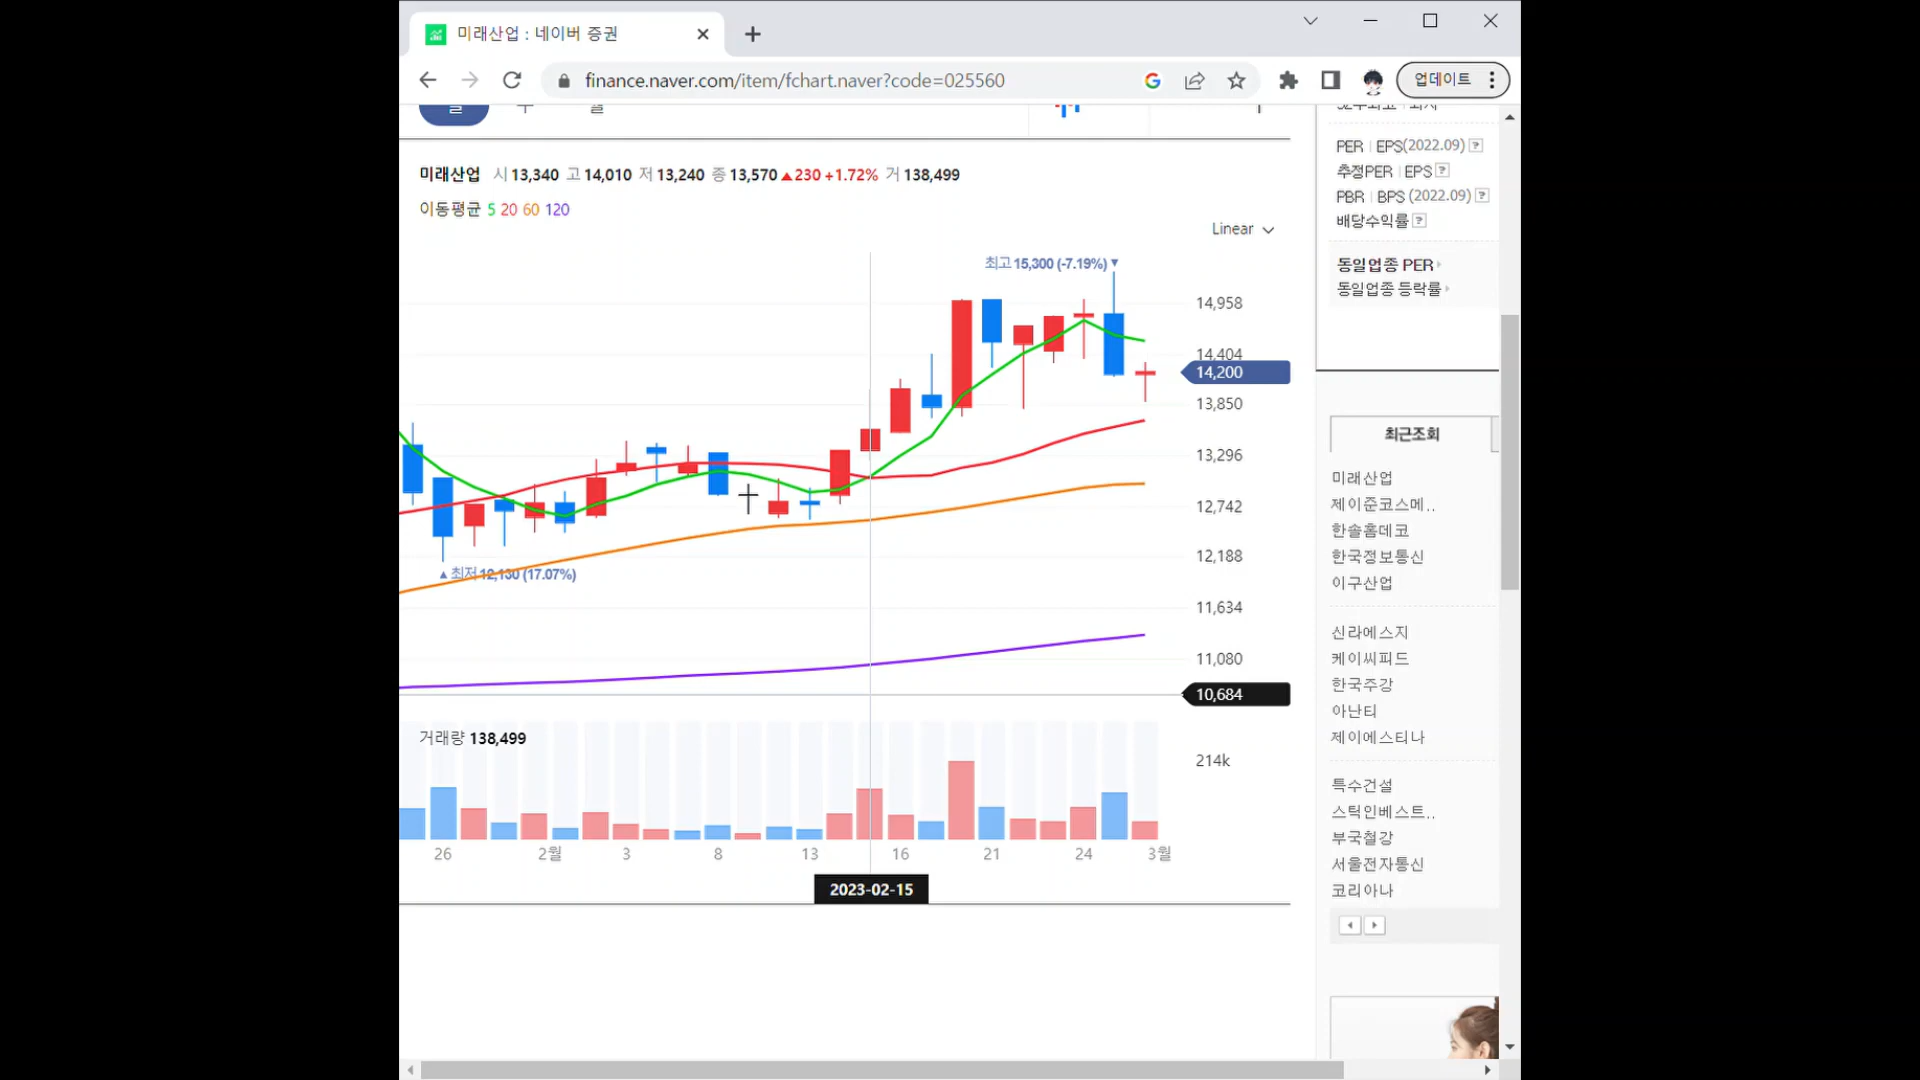 미래산업 : 네이버 증권
finance.naver.com/item/fchart.naver?code=025560
업데이트
미래산업 시 13,340 고 14,010 저 13,240 종 13,570 ▲230 +1.72% 거 138,499
이동평균 5 20 60 120
Linear
최고 15,300 (-7.19%) ▼
14,958
14,404
14,200
13,850
13,296
12,742
12,188
▲ 최저 12,130 (17.07%)
11,634
11,080
10,684
거래량 138,499
214k
26 2월 3 8 13 16 21 24 3월
2023-02-15
PER EPS(2022.09) ?
추정PER EPS ?
PBR BPS (2022.09) ?
배당수익률 ?
동일업종 PER
동일업종 등락률
최근조회
미래산업
제이준코스메..
한솔홈데코
한국정보통신
이구산업
신라에스지
케이씨피드
한국주강
아난티
제이에스티나
특수건설
스틱인베스트..
부국철강
서울전자통신
코리아나